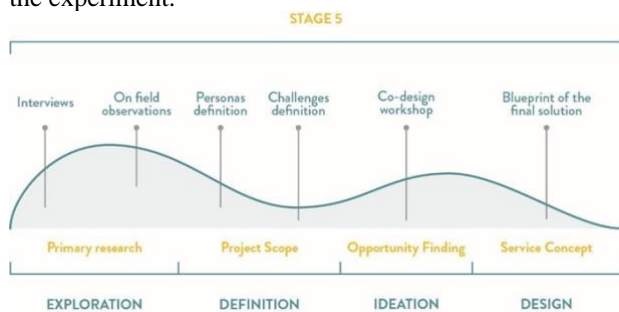 the experiment.
STAGE 5
Interviews
On field
observations
Personas
definition
Challenges
definition
Co-design
workshop
Blueprint of the
final solution
Primary research
Project Scope
Opportunity Finding
Service Concept
EXPLORATION
DEFINITION
IDEATION
DESIGN